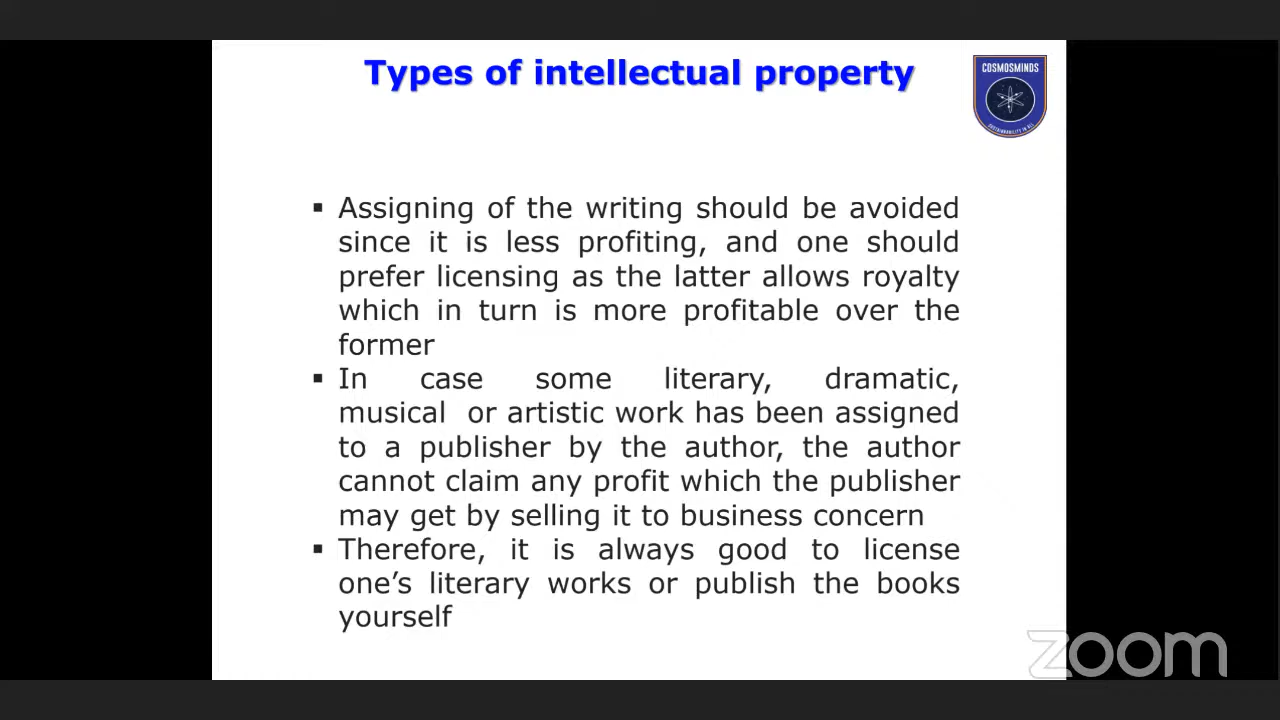 Types of intellectual property
COSMOSMINDS
SUSTAINABILITY IN ALL
▪ Assigning of the writing should be avoided
since it is less profiting, and one should
prefer licensing as the latter allows royalty
which in turn is more profitable over the
former
▪ In case some literary, dramatic,
musical or artistic work has been assigned
to a publisher by the author, the author
cannot claim any profit which the publisher
may get by selling it to business concern
▪ Therefore, it is always good to license
one’s literary works or publish the books
yourself
zoom